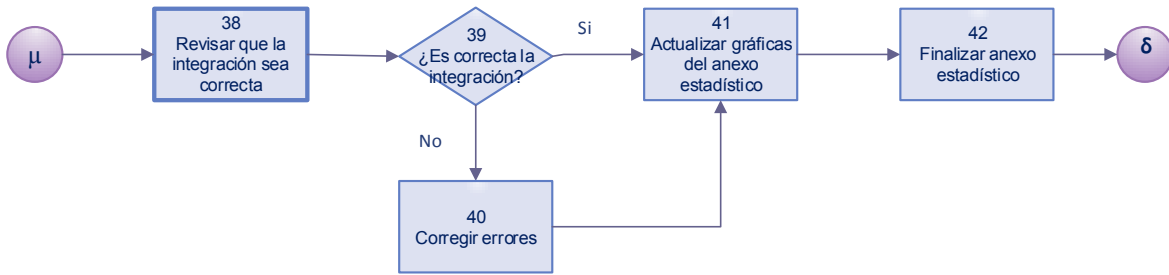 μ
38
Revisar que la
integración sea
correcta
39
¿Es correcta la
integración?
Si
41
Actualizar gráficas
del anexo
estadístico
42
Finalizar anexo
estadístico
δ
No
40
Corregir errores